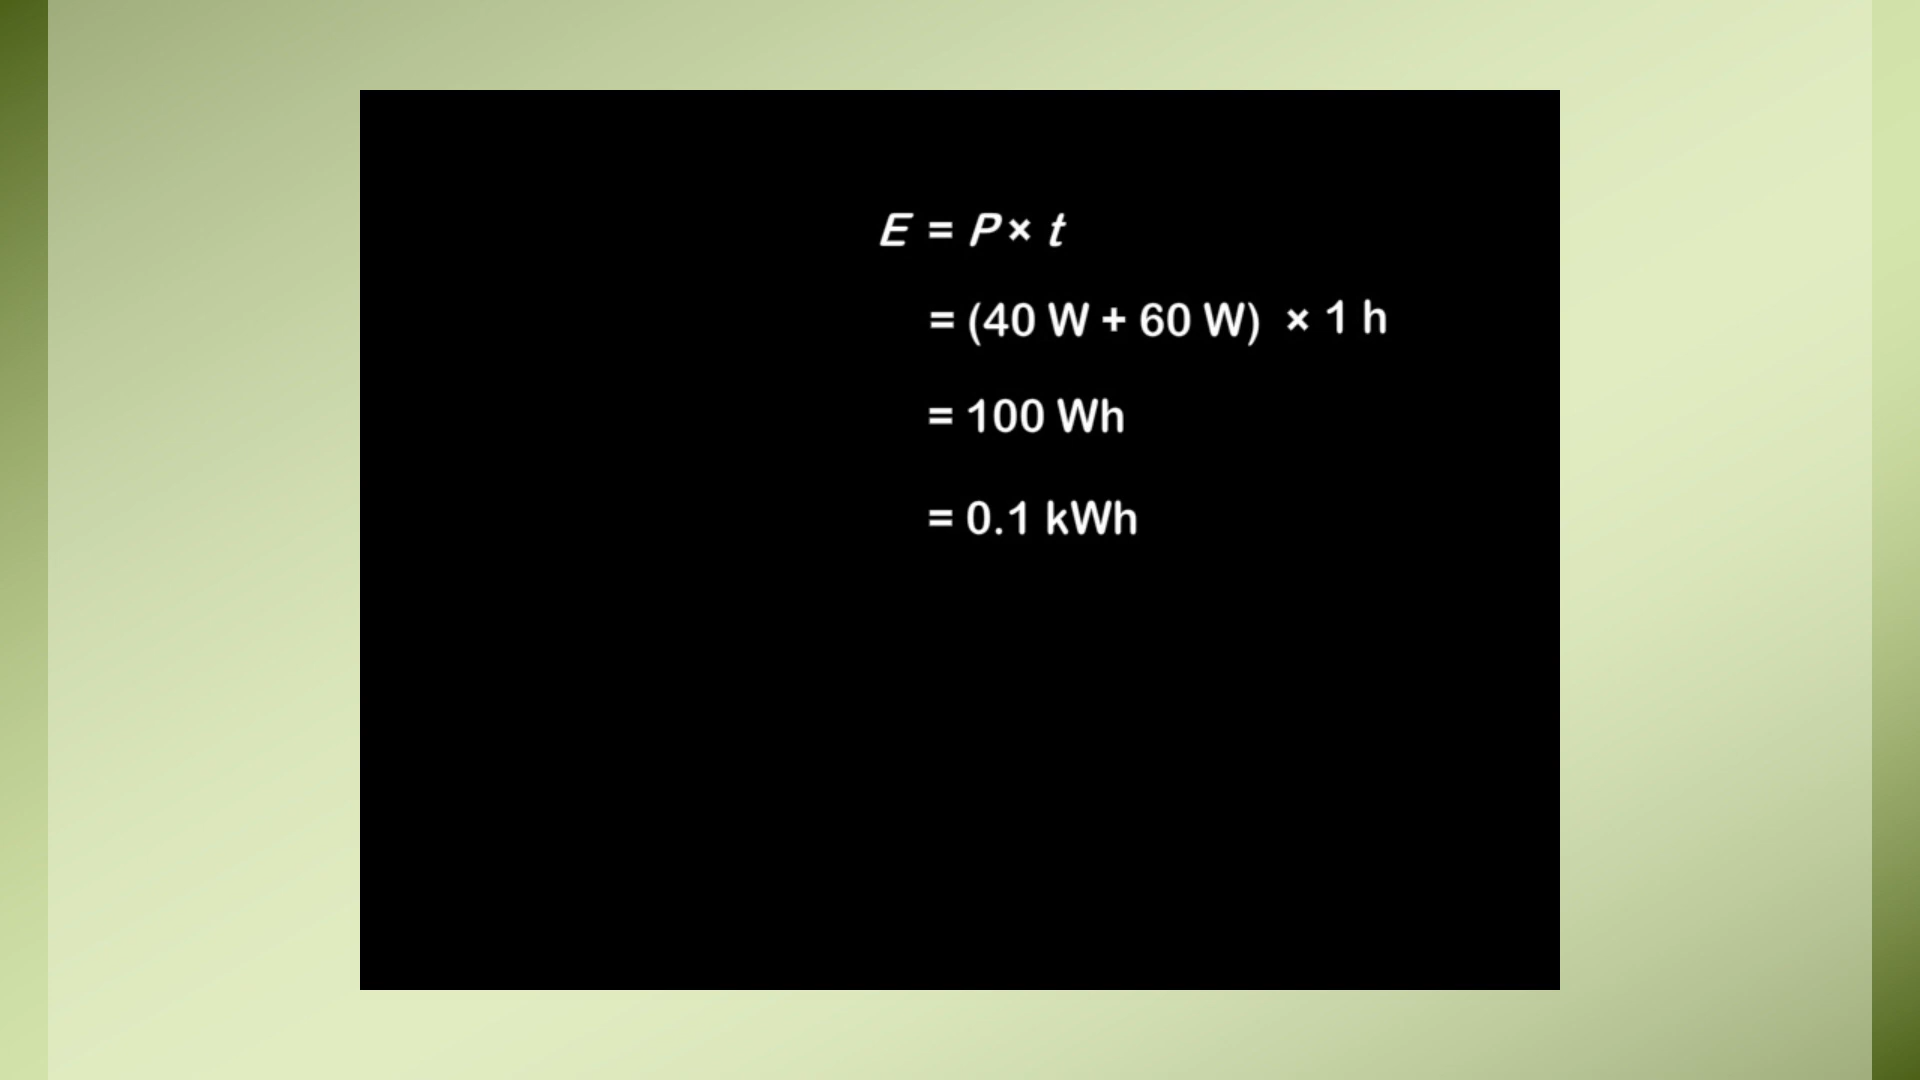 E = P × t
= (40 W + 60 W) × 1 h
= 100 Wh
= 0.1 kWh